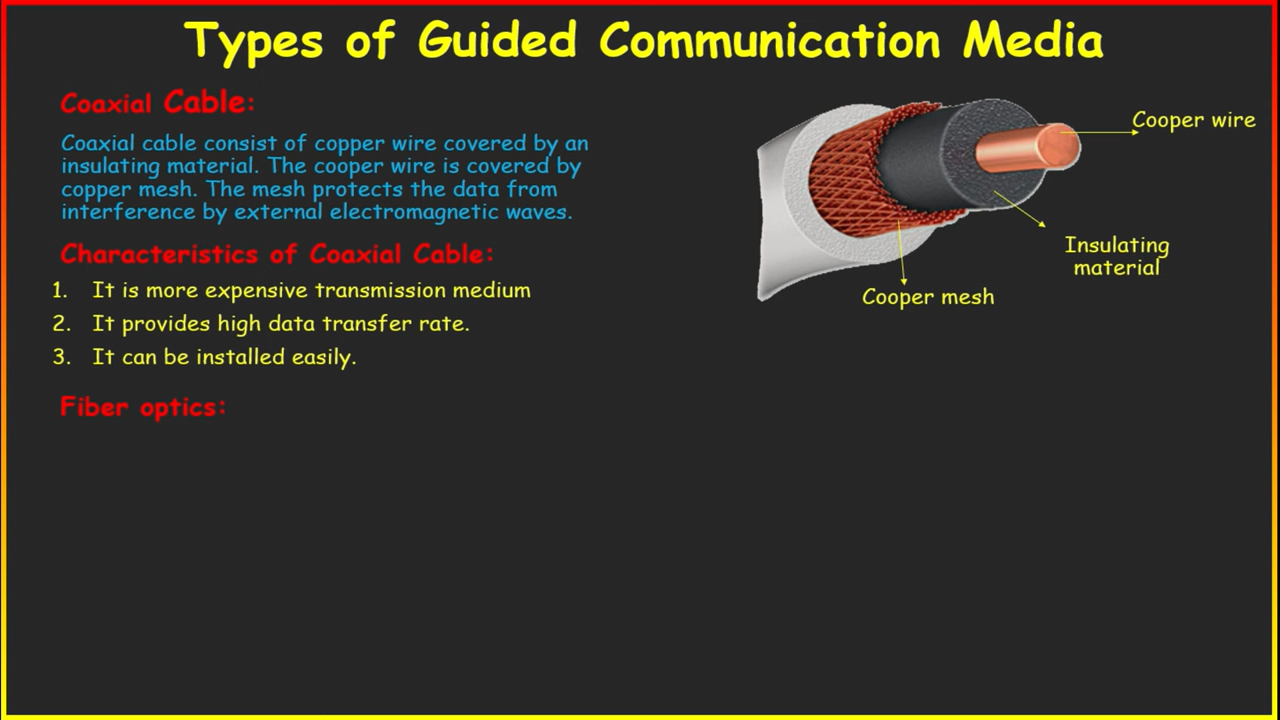 Types of Guided Communication Media
Coaxial Cable:
Coaxial cable consist of copper wire covered by an
insulating material. The cooper wire is covered by
copper mesh. The mesh protects the data from
interference by external electromagnetic waves.
Characteristics of Coaxial Cable:
1. It is more expensive transmission medium
2. It provides high data transfer rate.
3. It can be installed easily.
Fiber optics:
Cooper wire
Insulating
material
Cooper mesh